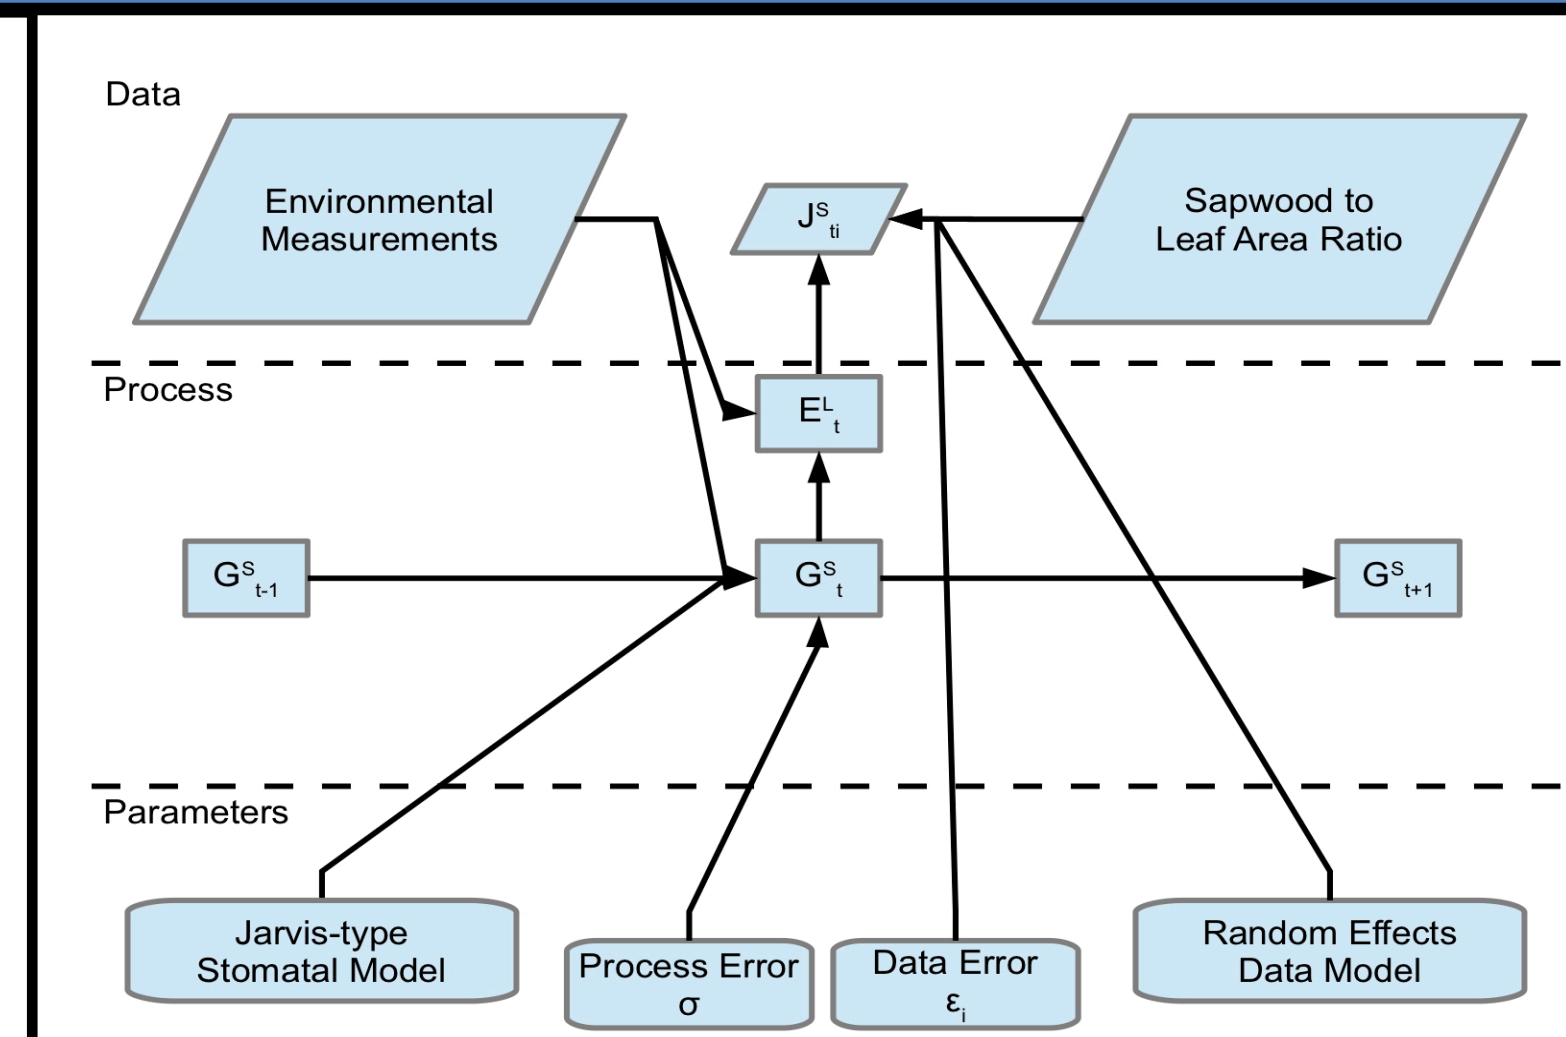 Data
Environmental
Measurements
J^S_ti
Sapwood to
Leaf Area Ratio
Process
E^L_t
G^S_t-1
G^S_t
G^S_t+1
Parameters
Jarvis-type
Stomatal Model
Process Error
σ
Data Error
ε_i
Random Effects
Data Model